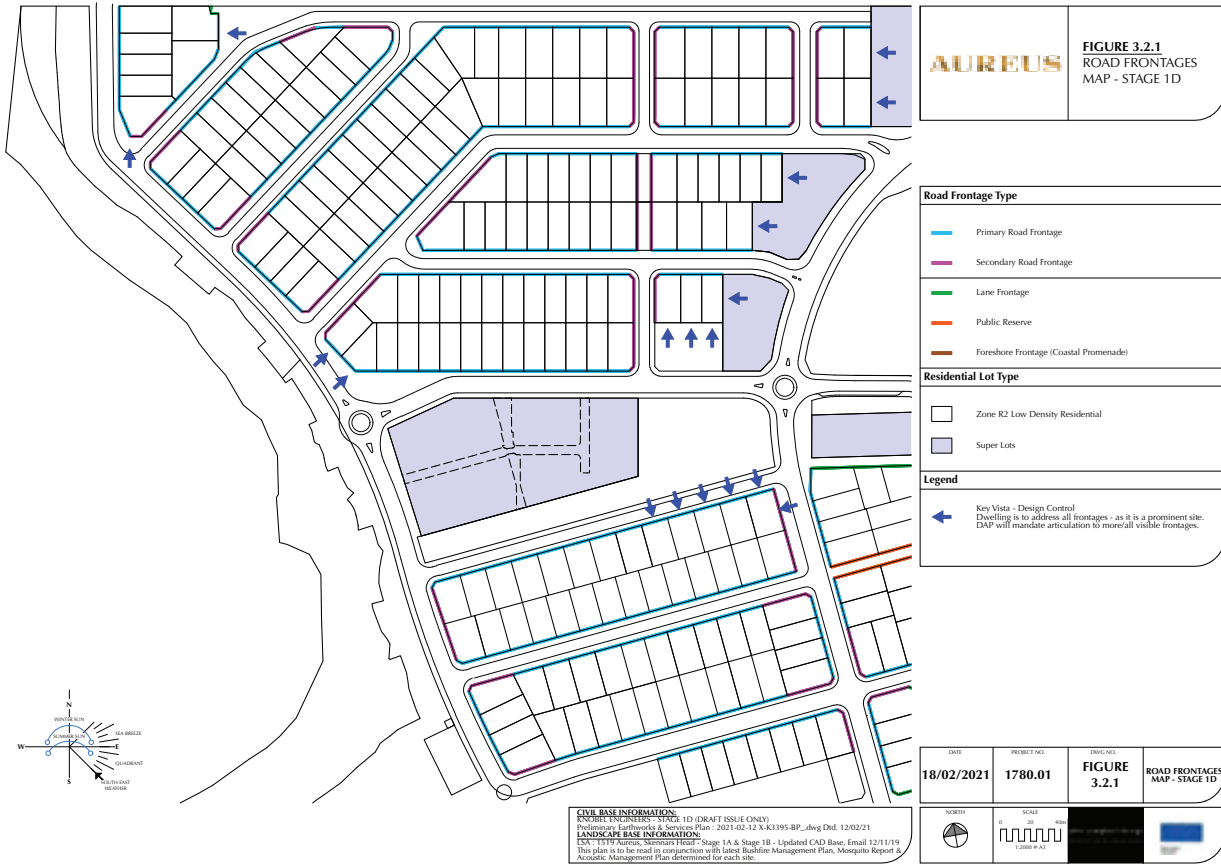 AUREUS
FIGURE 3.2.1
ROAD FRONTAGES
MAP - STAGE 1D
Road Frontage Type
Primary Road Frontage
Secondary Road Frontage
Lane Frontage
Public Reserve
Foreshore Frontage (Coastal Promenade)
Residential Lot Type
Zone R2 Low Density Residential
Super Lots
Legend
Key Vista - Design Control
Dwelling is to address all frontages - as it is a prominent site.
DAP will mandate articulation to more/all visible frontages.
N
WINTER SUN
SUMMER SUN
SEA BREEZE
W
E
QUADRANT
S
SOUTH EAST
WEATHER
DATE
18/02/2021
PROJECT NO.
1780.01
DWG NO.
FIGURE
3.2.1
ROAD FRONTAGES
MAP - STAGE 1D
NORTH
SCALE
0 20 40m
1:2000 @ A3
CIVIL BASE INFORMATION:
KNOBEL ENGINEERS - STAGE 1D (DRAFT ISSUE ONLY)
Preliminary Earthworks & Services Plan : 2021-02-12 X-K3395-BP_.dwg Dtd. 12/02/21
LANDSCAPE BASE INFORMATION:
LSA : 1519 Aureus, Skennars Head - Stage 1A & Stage 1B - Updated CAD Base, Email 12/11/19
This plan is to be read in conjunction with latest Bushfire Management Plan, Mosquito Report &
Acoustic Management Plan determined for each site.